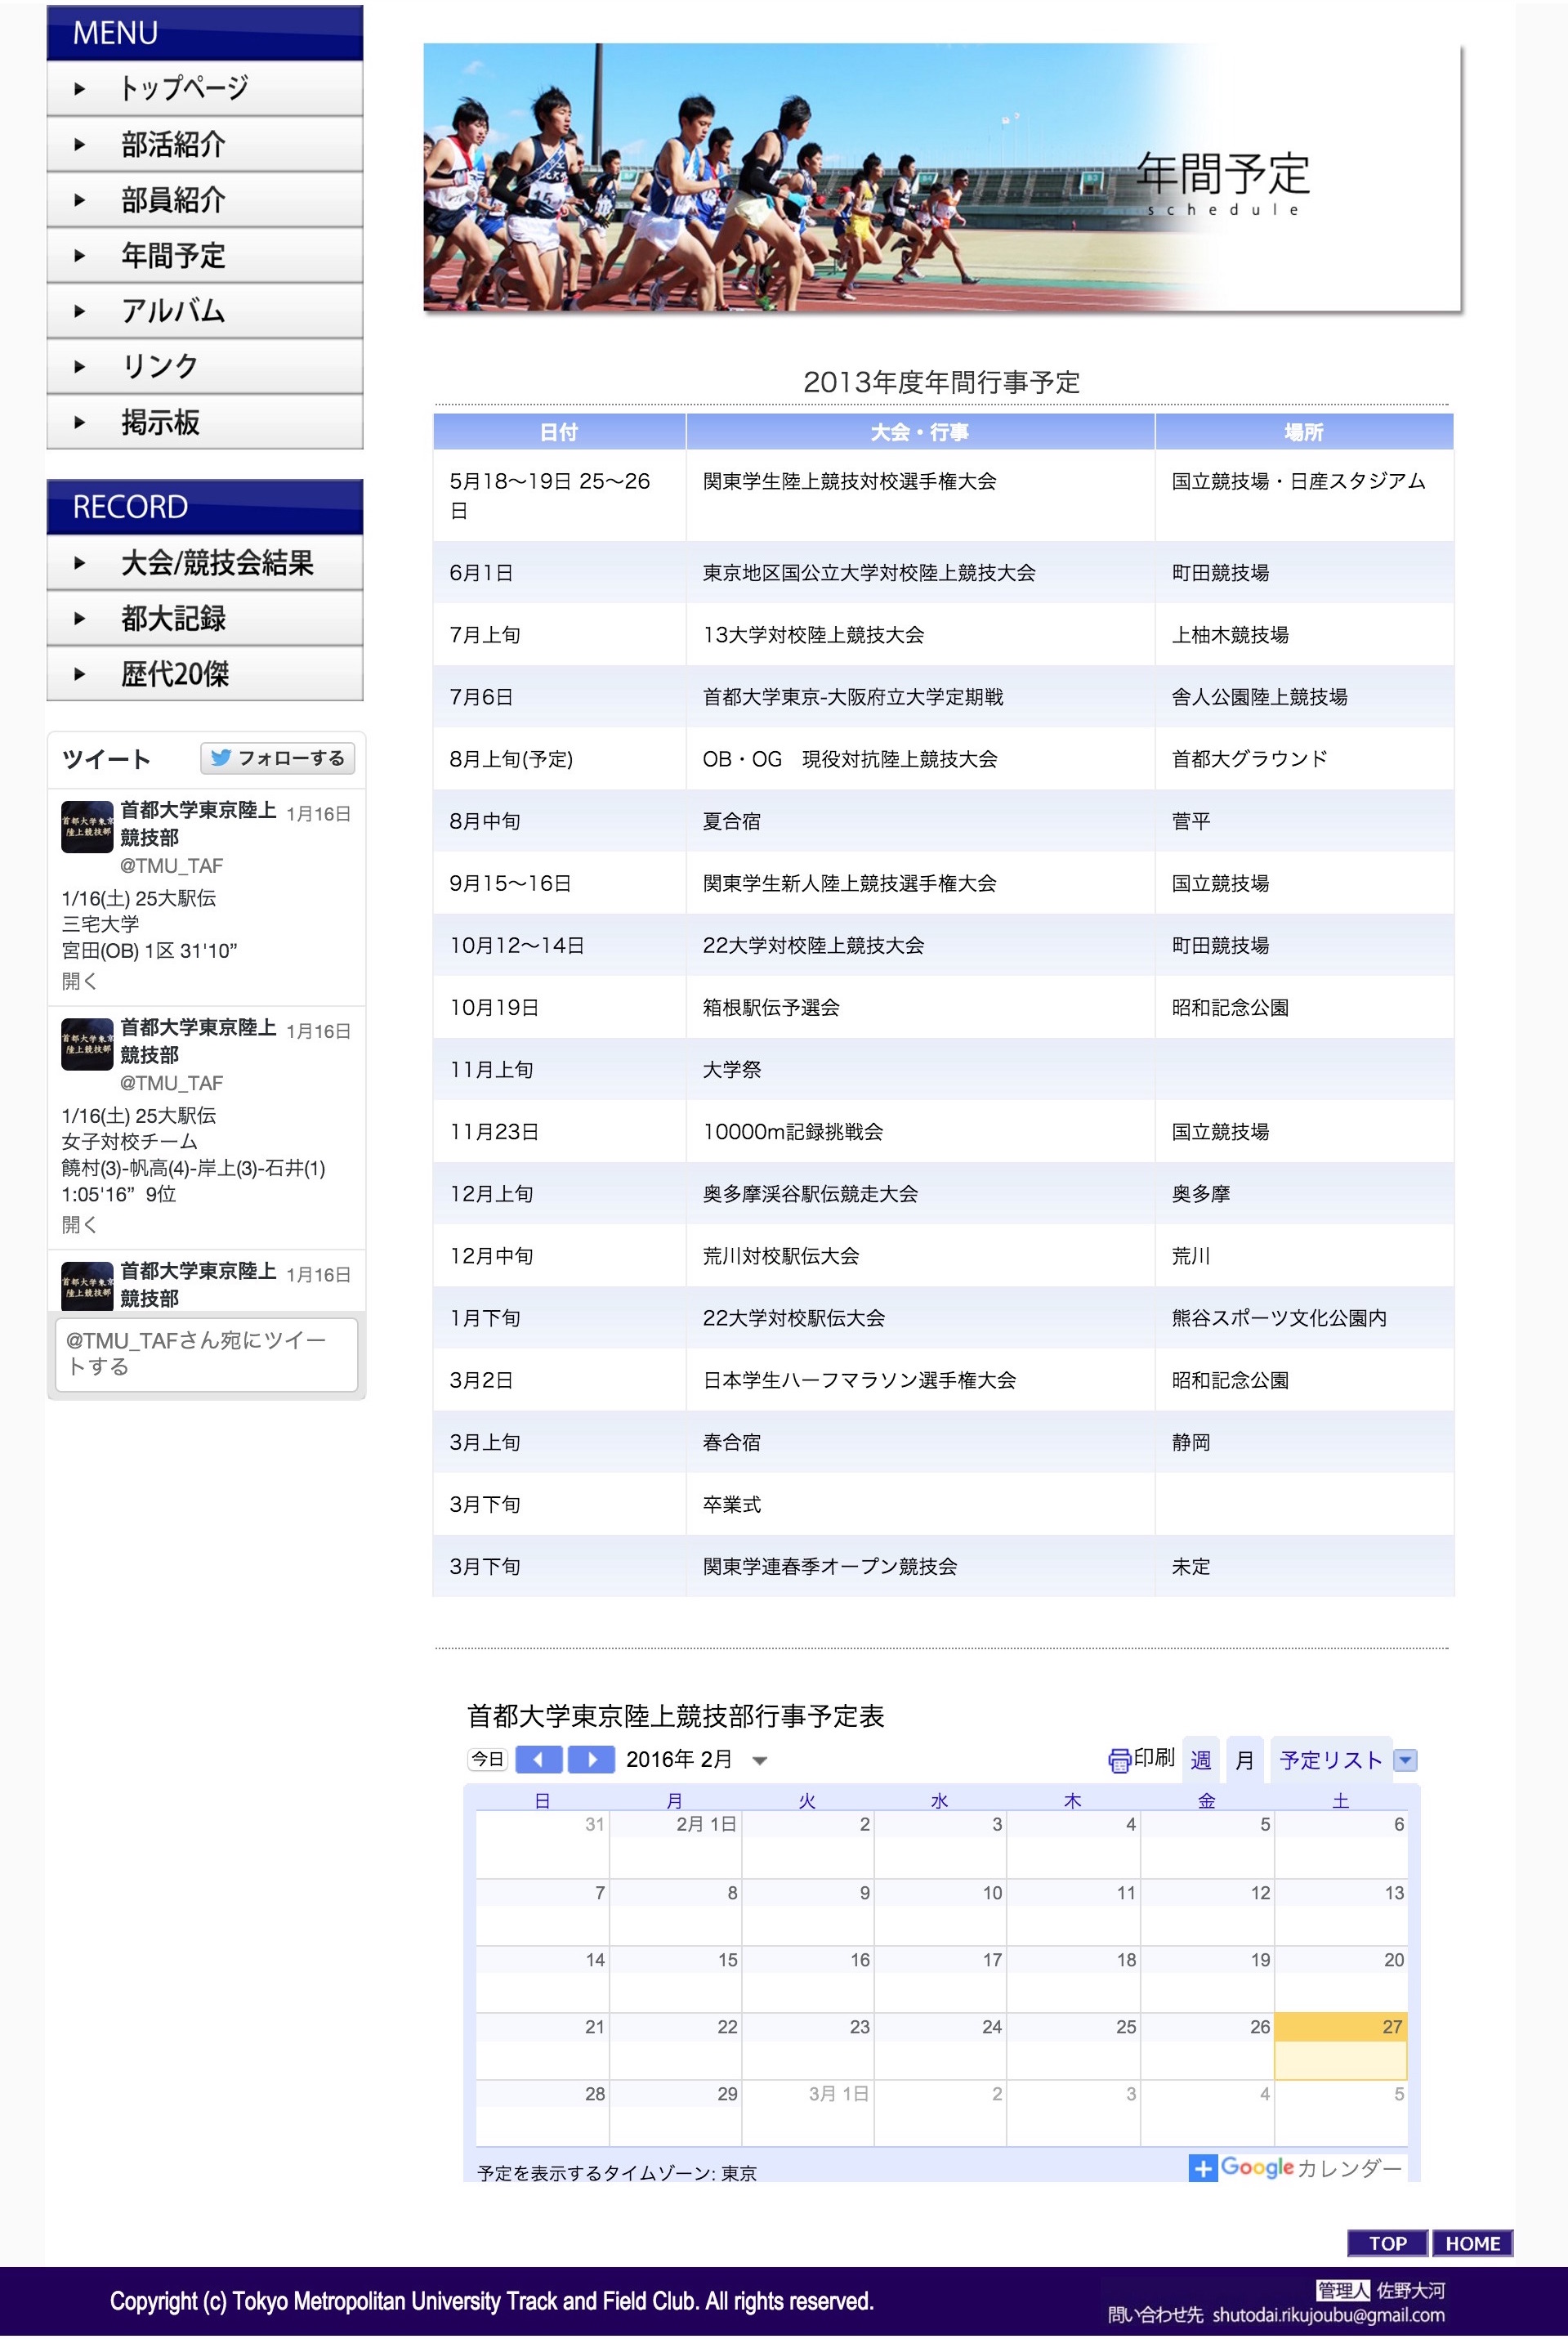 MENU
トップページ
部活紹介
部員紹介
年間予定
アルバム
リンク
掲示板
RECORD
大会/競技会結果
都大記録
歴代20傑
ツイート
フォローする
首都大学東京陸上 1月16日
競技部
@TMU_TAF
1/16(土) 25大駅伝
三宅大学
宮田(OB) 1区 31'10”
開く
首都大学東京陸上 1月16日
競技部
@TMU_TAF
1/16(土) 25大駅伝
女子対校チーム
饒村(3)-帆高(4)-岸上(3)-石井(1)
1:05'16” 9位
開く
首都大学東京陸上 1月16日
競技部
@TMU_TAFさん宛にツイー
トする
年間予定
schedule
2013年度年間行事予定
日付 大会・行事 場所
5月18〜19日 25〜26 関東学生陸上競技対校選手権大会 国立競技場・日産スタジアム
日
6月1日 東京地区国公立大学対校陸上競技大会 町田競技場
7月上旬 13大学対校陸上競技大会 上柚木競技場
7月6日 首都大学東京-大阪府立大学定期戦 舎人公園陸上競技場
8月上旬(予定) OB・OG 現役対抗陸上競技大会 首都大グラウンド
8月中旬 夏合宿 菅平
9月15〜16日 関東学生新人陸上競技選手権大会 国立競技場
10月12〜14日 22大学対校陸上競技大会 町田競技場
10月19日 箱根駅伝予選会 昭和記念公園
11月上旬 大学祭
11月23日 10000m記録挑戦会 国立競技場
12月上旬 奥多摩渓谷駅伝競走大会 奥多摩
12月中旬 荒川対校駅伝大会 荒川
1月下旬 22大学対校駅伝大会 熊谷スポーツ文化公園内
3月2日 日本学生ハーフマラソン選手権大会 昭和記念公園
3月上旬 春合宿 静岡
3月下旬 卒業式
3月下旬 関東学連春季オープン競技会 未定
首都大学東京陸上競技部行事予定表
今日 2016年 2月 印刷 週 月 予定リスト
日 月 火 水 木 金 土
31 2月 1日 2 3 4 5 6
7 8 9 10 11 12 13
14 15 16 17 18 19 20
21 22 23 24 25 26 27
28 29 3月 1日 2 3 4 5
予定を表示するタイムゾーン: 東京 Googleカレンダー
TOP HOME
Copyright (c) Tokyo Metropolitan University Track and Field Club. All rights reserved.
管理人 佐野大河
問い合わせ先 shutodai.rikujoubu@gmail.com